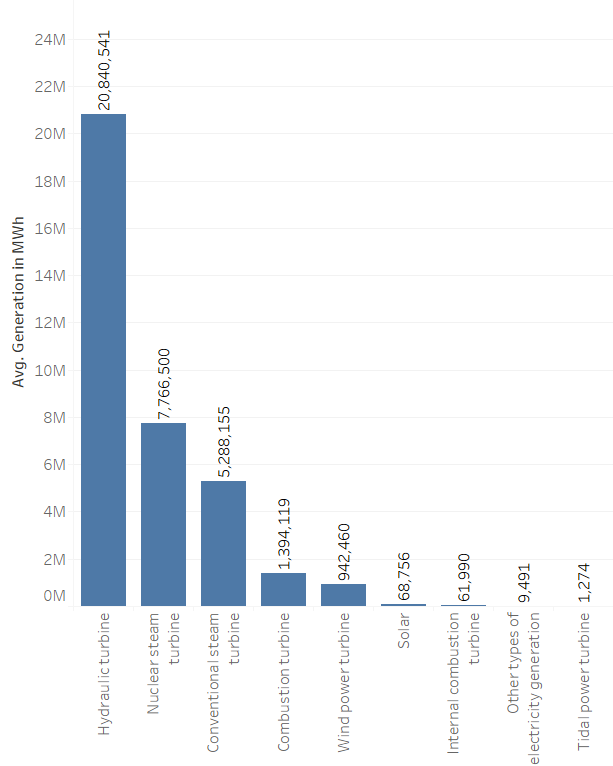 Avg. Generation in MWh
24M
22M
20M
18M
16M
14M
12M
10M
8M
6M
4M
2M
0M
20,840,541
7,766,500
5,288,155
1,394,119
942,460
68,756
61,990
9,491
1,274
Hydraulic turbine
Nuclear steam
turbine
Conventional steam
turbine
Combustion turbine
Wind power turbine
Solar
Internal combustion
turbine
Other types of
electricity generation
Tidal power turbine